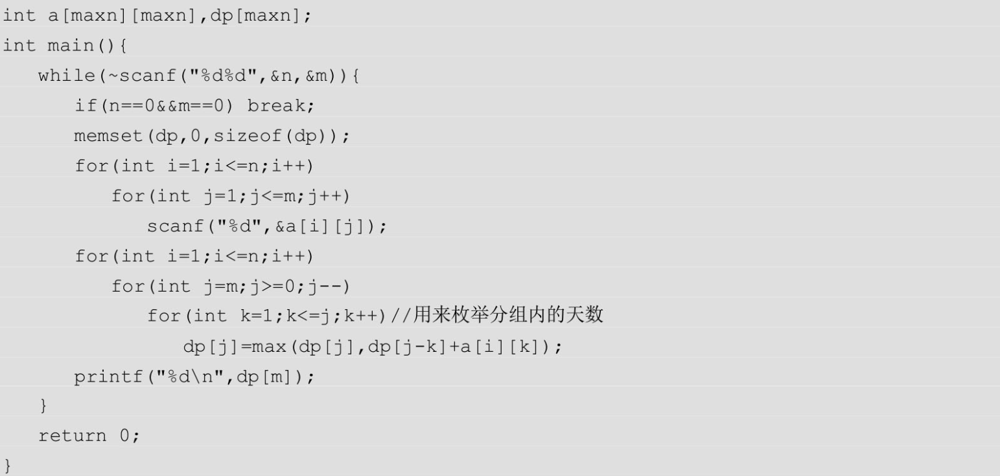 int a[maxn][maxn],dp[maxn];
int main(){
   while(~scanf("%d%d",&n,&m)){
      if(n==0&&m==0) break;
      memset(dp,0,sizeof(dp));
      for(int i=1;i<=n;i++)
         for(int j=1;j<=m;j++)
            scanf("%d",&a[i][j]);
      for(int i=1;i<=n;i++)
         for(int j=m;j>=0;j--)
            for(int k=1;k<=j;k++)//用来枚举分组内的天数
               dp[j]=max(dp[j],dp[j-k]+a[i][k]);
      printf("%d\n",dp[m]);
   }
   return 0;
}